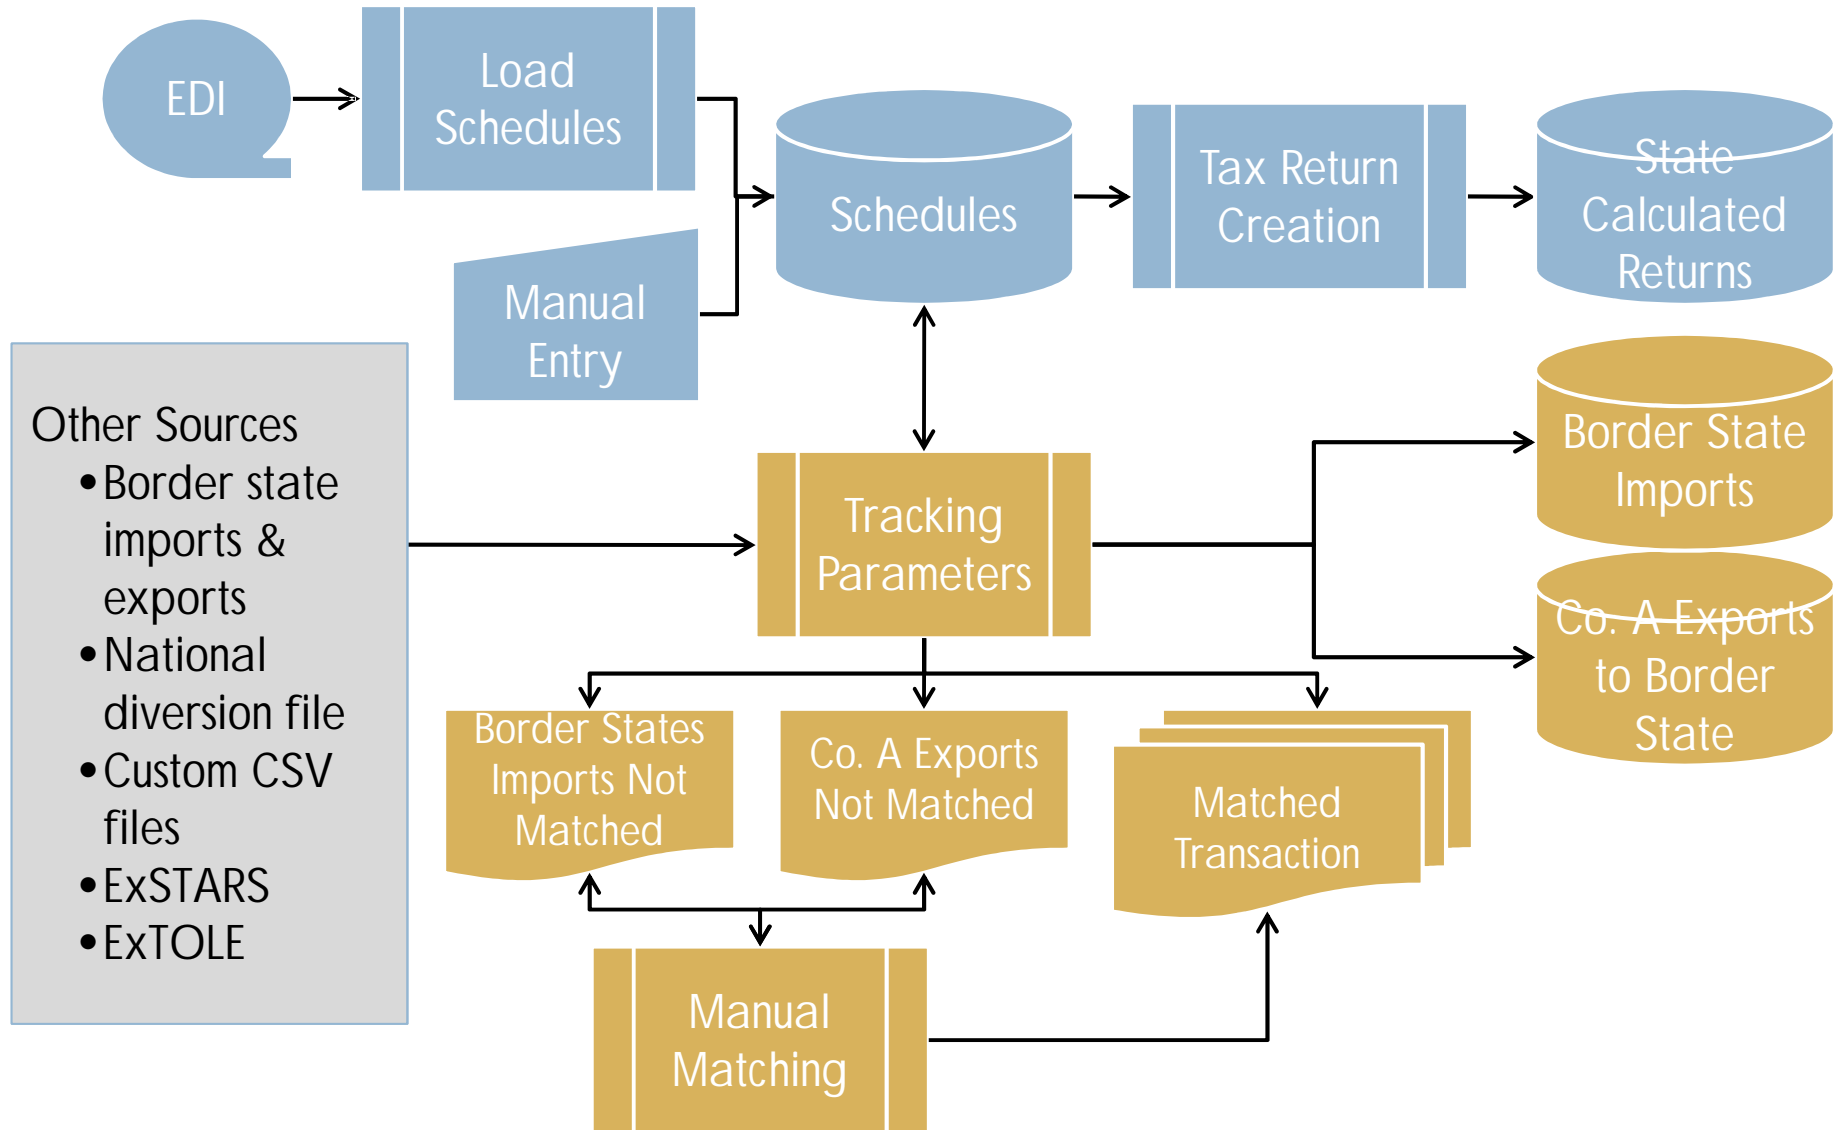 EDI
Load
Schedules
Schedules
Tax Return
Creation
State
Calculated
Returns
Manual
Entry
Other Sources
•Border state
imports &
exports
•National
diversion file
•Custom CSV
files
•ExSTARS
•ExTOLE
Tracking
Parameters
Border State
Imports
Co. A Exports
to Border
State
Border States
Imports Not
Matched
Co. A Exports
Not Matched
Matched
Transaction
Manual
Matching